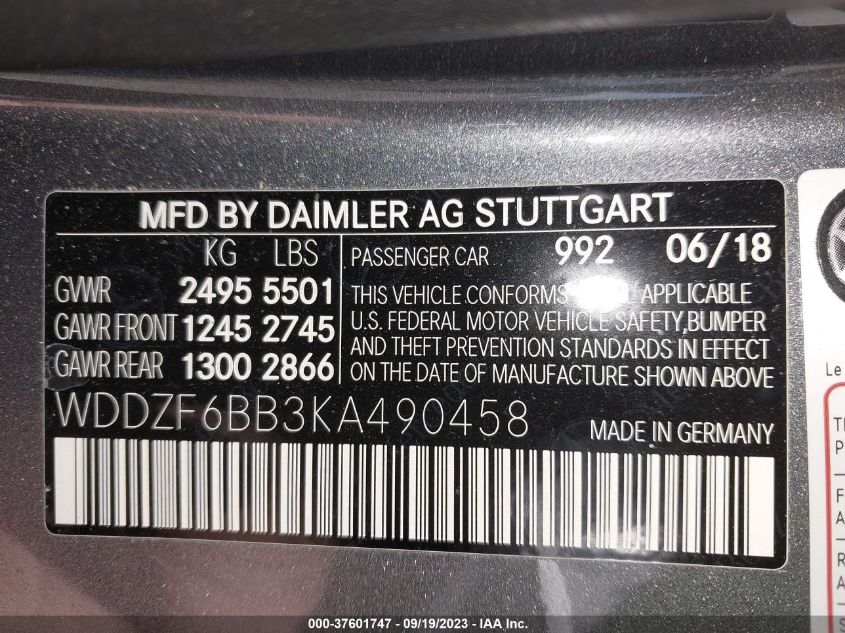 MFD BY DAIMLER AG STUTTGART
KG LBS
GVWR 2495 5501
GAWR FRONT 1245 2745
GAWR REAR 1300 2866
PASSENGER CAR 992 06/18
THIS VEHICLE CONFORMS APPLICABLE
U.S. FEDERAL MOTOR VEHICLE SAFETY,BUMPER
AND THEFT PREVENTION STANDARDS IN EFFECT
ON THE DATE OF MANUFACTURE SHOWN ABOVE
WDDZF6BB3KA490458 MADE IN GERMANY
Le
000-37601747 - 09/19/2023 - IAA Inc.